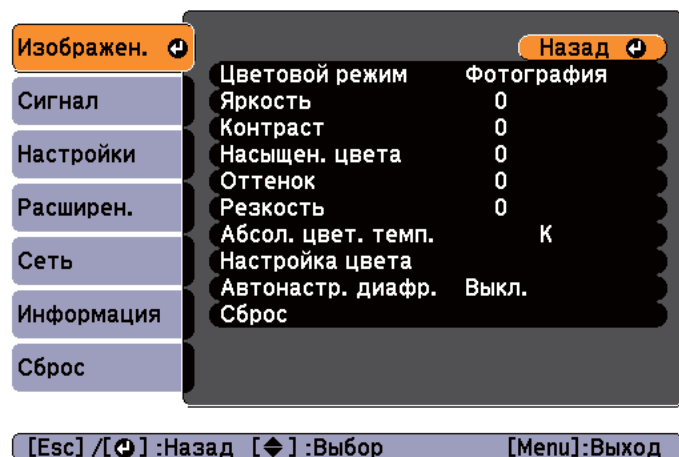 Изображен.
Назад
Цветовой режим Фотография
Сигнал
Яркость 0
Контраст 0
Настройки
Насыщен. цвета 0
Оттенок 0
Расширен.
Резкость 0
Абсол. цвет. темп. K
Сеть
Настройка цвета
Автонастр. диафр. Выкл.
Информация
Сброс
Сброс
[Esc] /[ ] :Назад [ ] :Выбор [Menu]:Выход